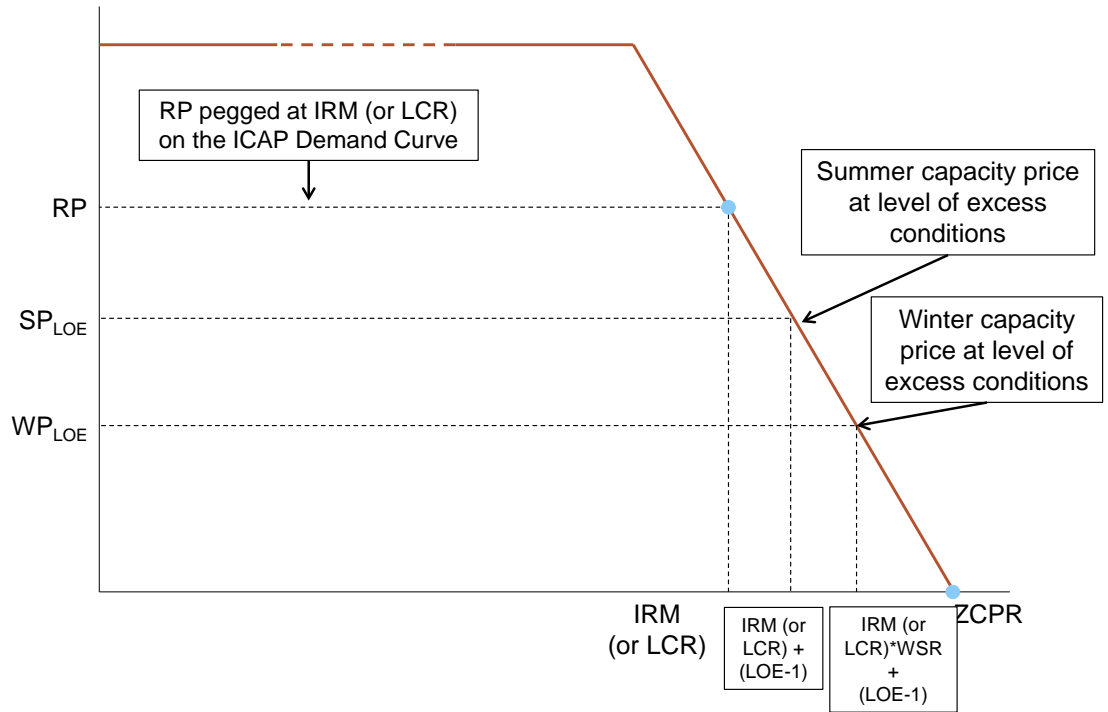 RP pegged at IRM (or LCR)
on the ICAP Demand Curve
Summer capacity price
at level of excess
conditions
RP
SP_LOE
Winter capacity
price at level of
excess conditions
WP_LOE
IRM
(or LCR)
IRM (or
LCR) +
(LOE-1)
IRM (or
LCR)*WSR
+
(LOE-1)
ZCPR